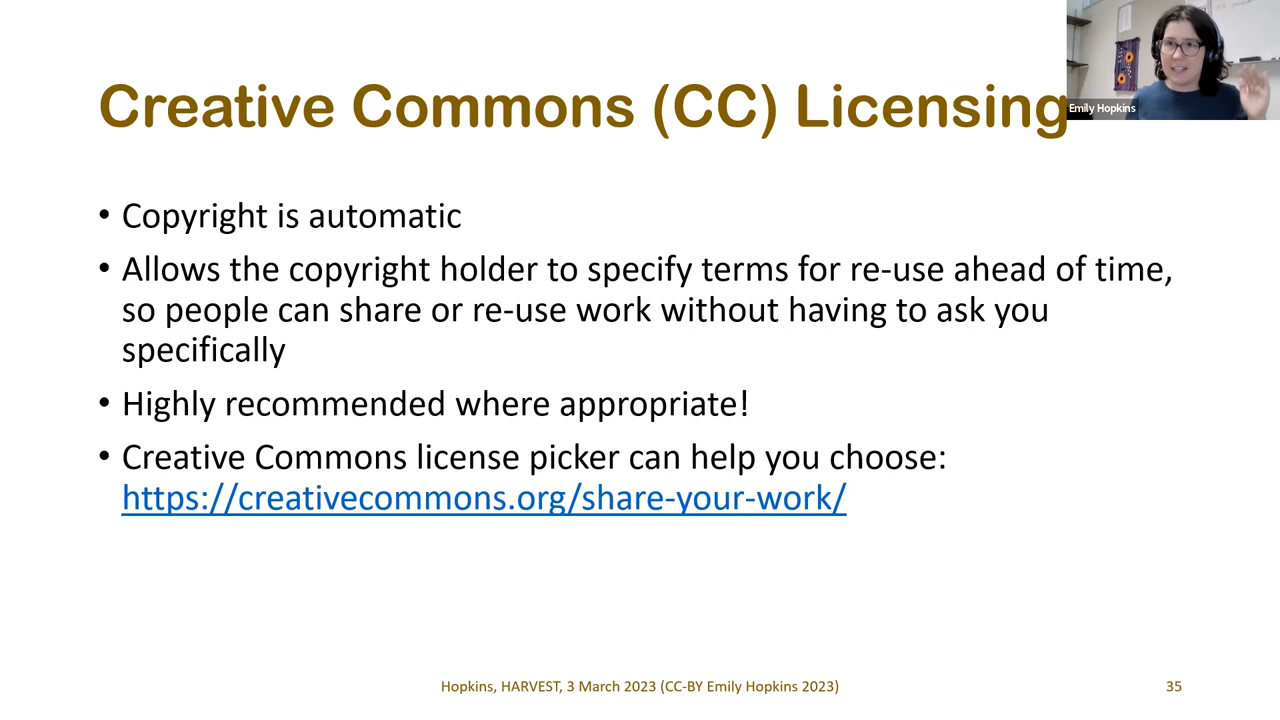 Creative Commons (CC) Licensing
Emily Hopkins
• Copyright is automatic
• Allows the copyright holder to specify terms for re-use ahead of time,
so people can share or re-use work without having to ask you
specifically
• Highly recommended where appropriate!
• Creative Commons license picker can help you choose:
https://creativecommons.org/share-your-work/
Hopkins, HARVEST, 3 March 2023 (CC-BY Emily Hopkins 2023)
35